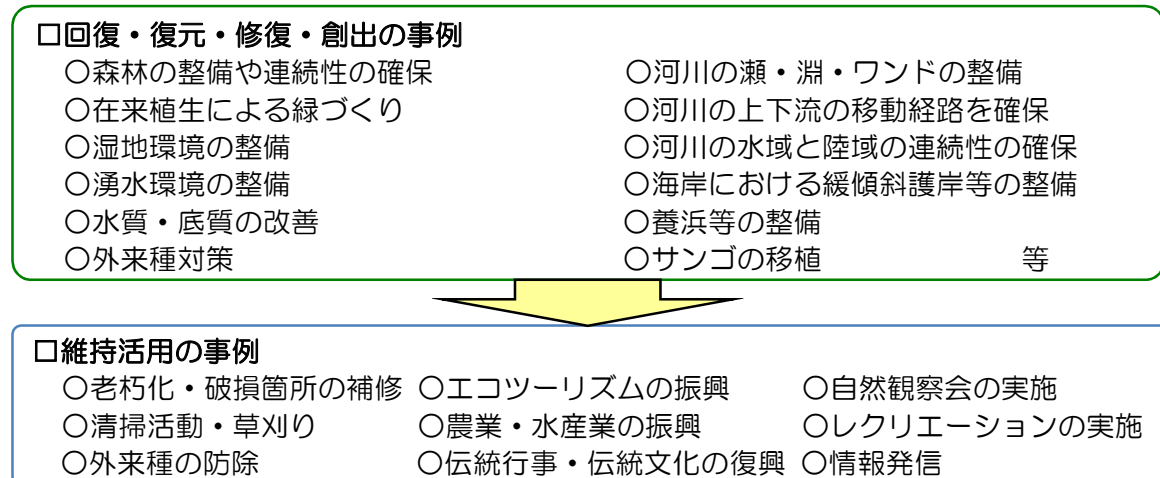 □回復・復元・修復・創出の事例
○森林の整備や連続性の確保 ○河川の瀬・淵・ワンドの整備
○在来植生による緑づくり ○河川の上下流の移動経路を確保
○湿地環境の整備 ○河川の水域と陸域の連続性の確保
○湧水環境の整備 ○海岸における緩傾斜護岸等の整備
○水質・底質の改善 ○養浜等の整備
○外来種対策 ○サンゴの移植 等
□維持活用の事例
○老朽化・破損箇所の補修 ○エコツーリズムの振興 ○自然観察会の実施
○清掃活動・草刈り ○農業・水産業の振興 ○レクリエーションの実施
○外来種の防除 ○伝統行事・伝統文化の復興 ○情報発信